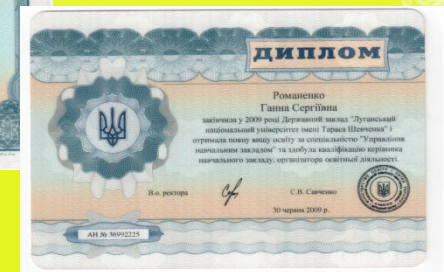 ДИПЛОМ
Романенко
Ганна Сергіївна
закінчила у 2009 році Державний заклад "Луганський
національний університет імені Тараса Шевченка" і
отримала повну вищу освіту за спеціальністю "Управління
навчальним закладом" та здобула кваліфікацію керівника
навчального закладу, організатора освітньої діяльності.
В.о. ректора
С.В. Савченко
30 червня 2009 р.
АН № 36992225